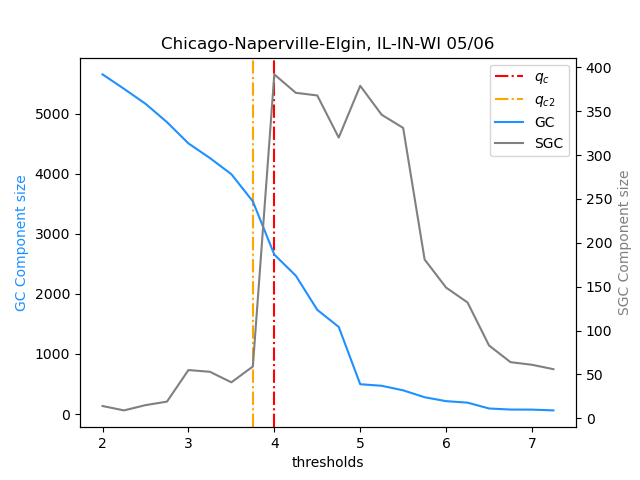 Chicago-Naperville-Elgin, IL-IN-WI 05/06
q_c
q_c2
GC
SGC
GC Component size
5000
4000
3000
2000
1000
0
400
350
300
250
200
150
100
50
0
SGC Component size
2 3 4 5 6 7
thresholds